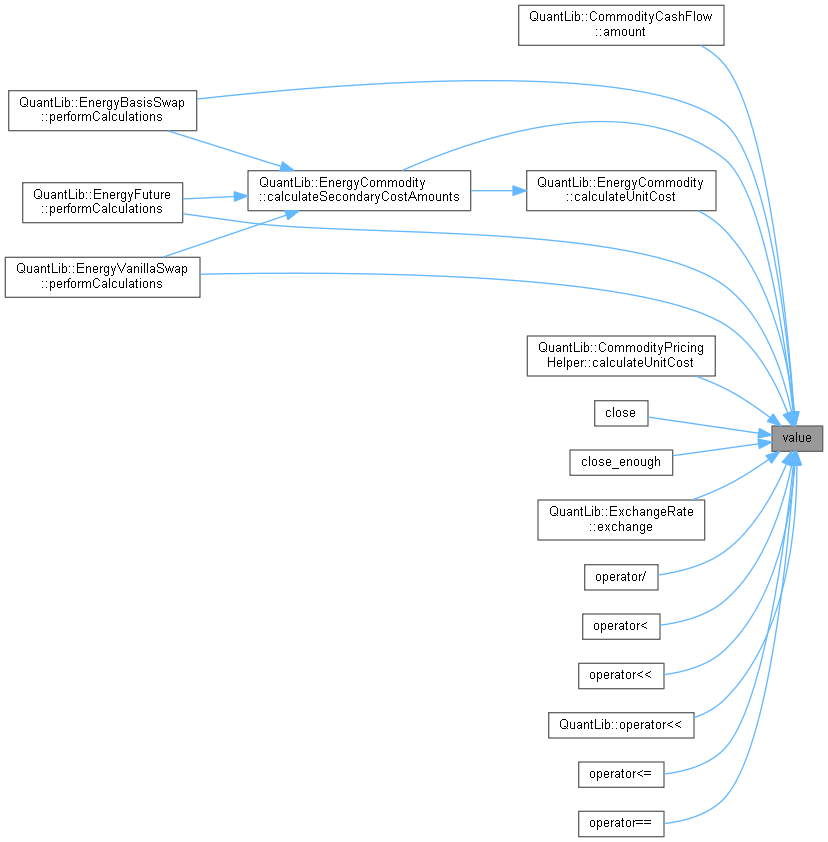 QuantLib::CommodityCashFlow
::amount
QuantLib::EnergyBasisSwap
::performCalculations
QuantLib::EnergyFuture
::performCalculations
QuantLib::EnergyVanillaSwap
::performCalculations
QuantLib::EnergyCommodity
::calculateSecondaryCostAmounts
QuantLib::EnergyCommodity
::calculateUnitCost
QuantLib::CommodityPricing
Helper::calculateUnitCost
close
close_enough
QuantLib::ExchangeRate
::exchange
operator/
operator<
operator<<
QuantLib::operator<<
operator<=
operator==
value